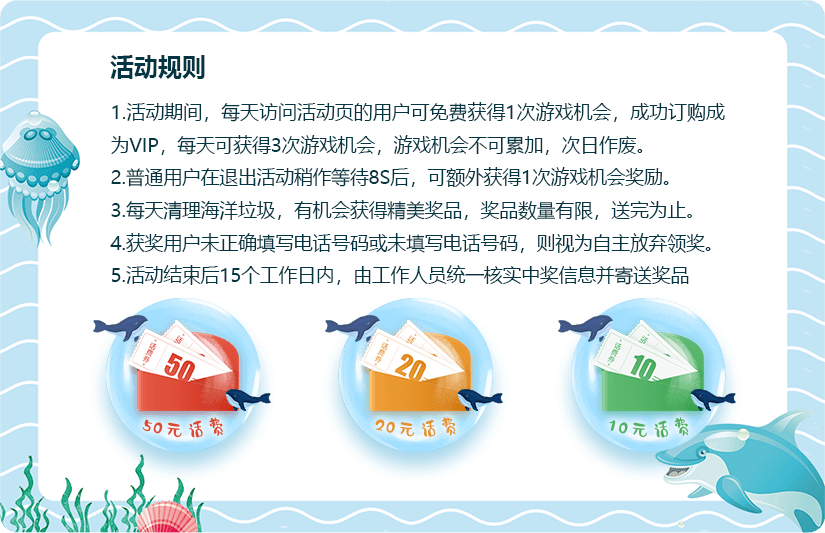 活动规则
1.活动期间，每天访问活动页的用户可免费获得1次游戏机会，成功订购成
为VIP，每天可获得3次游戏机会，游戏机会不可累加，次日作废。
2.普通用户在退出活动稍作等待8S后，可额外获得1次游戏机会奖励。
3.每天清理海洋垃圾，有机会获得精美奖品，奖品数量有限，送完为止。
4.获奖用户未正确填写电话号码或未填写电话号码，则视为自主放弃领奖。
5.活动结束后15个工作日内，由工作人员统一核实中奖信息并寄送奖品
话费券 50
话费券 20
话费券 10
50元话费
20元话费
10元话费